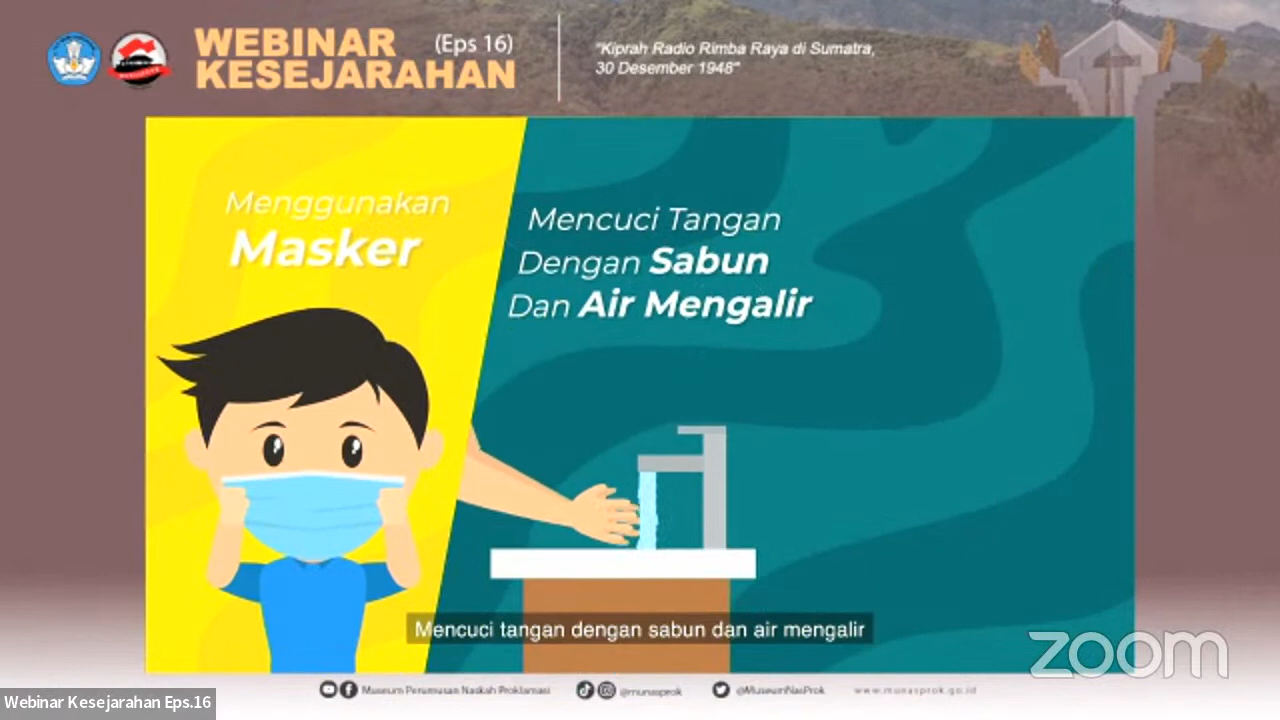 WEBINAR (Eps 16)
KESEJARAHAN
"Kiprah Radio Rimba Raya di Sumatra,
30 Desember 1948"
Menggunakan
Masker
Mencuci Tangan
Dengan Sabun
Dan Air Mengalir
Mencuci tangan dengan sabun dan air mengalir
zoom
Museum Perumusan Naskah Proklamasi @munasprok @MuseumNasProk www.munasprok.go.id
Webinar Kesejarahan Eps.16